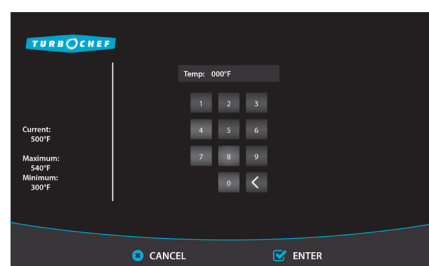 TURBOCHEF
Temp: 000°F
1 2 3
Current:
500°F
4 5 6
Maximum:
540°F
7 8 9
Minimum:
300°F
0 <
CANCEL
ENTER